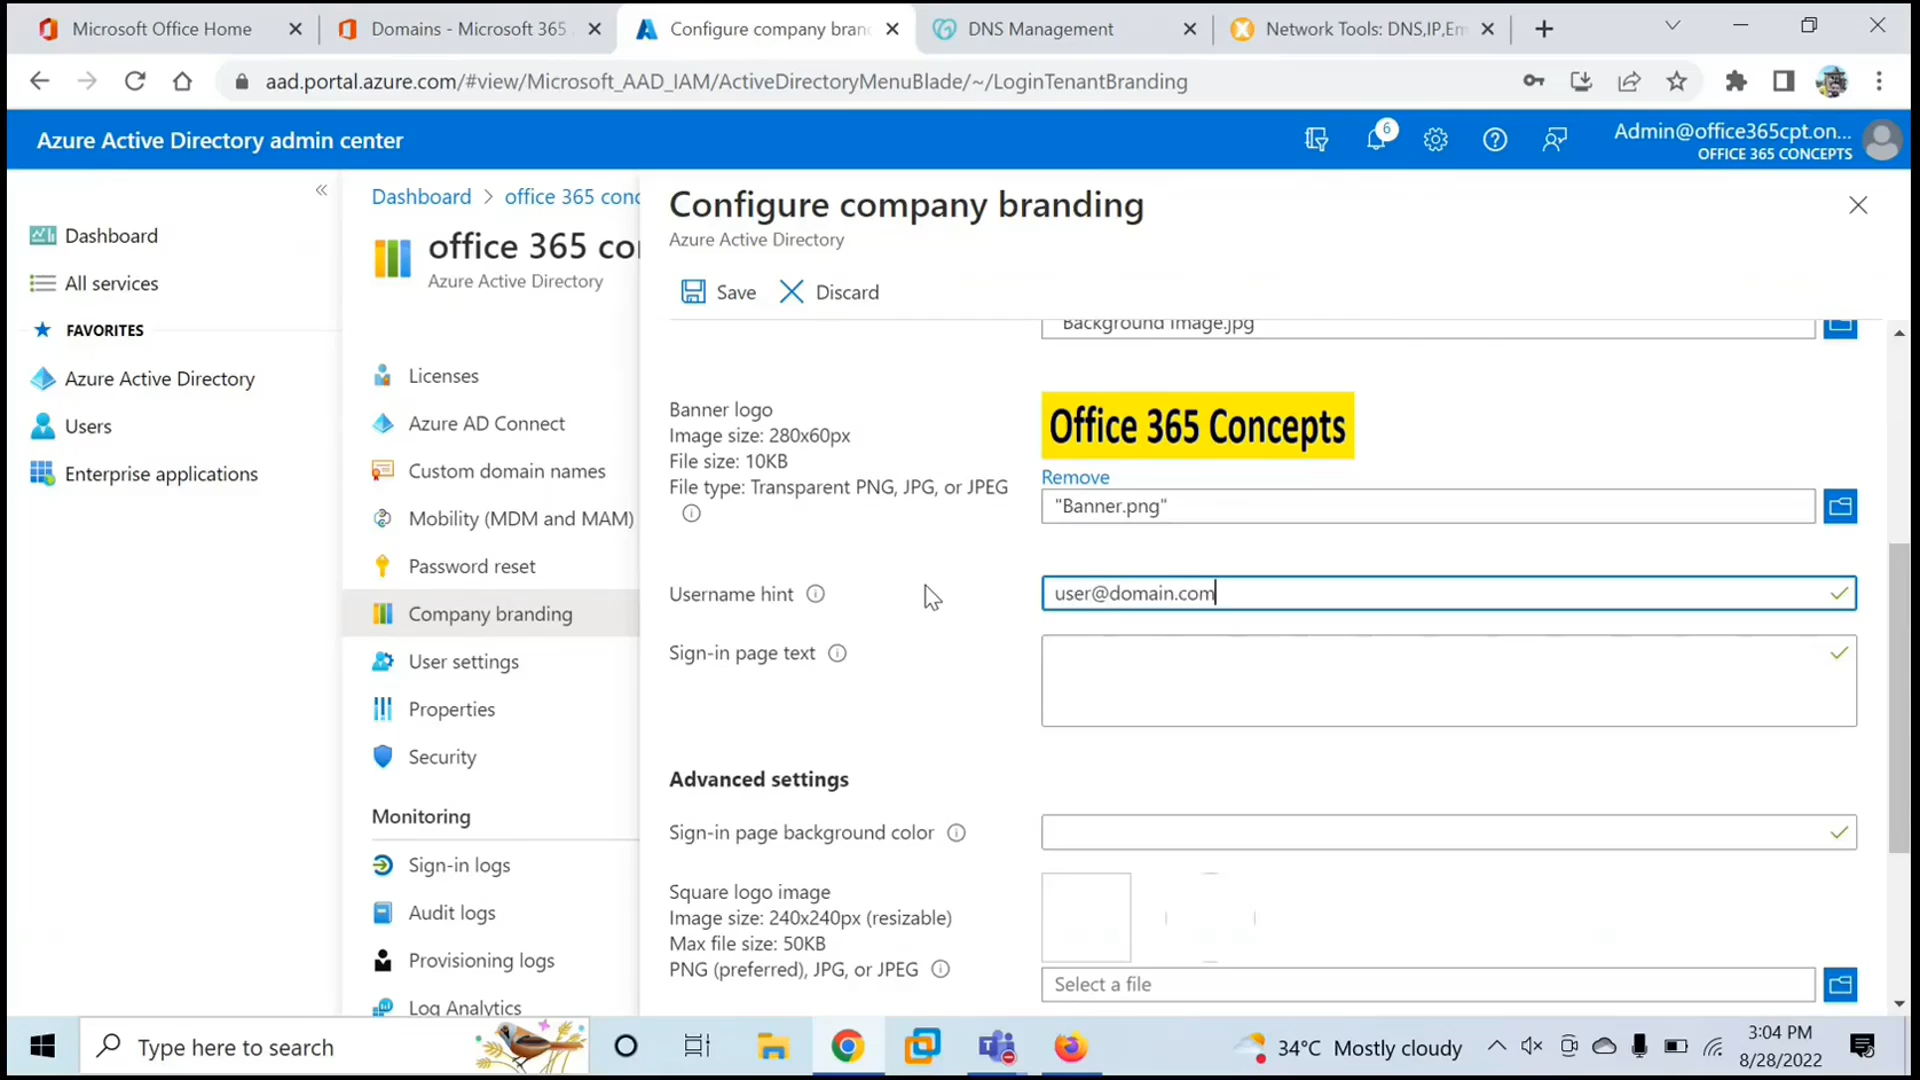 Microsoft Office Home
Domains - Microsoft 365
Configure company bran
DNS Management
Network Tools: DNS,IP,Em
aad.portal.azure.com/#view/Microsoft_AAD_IAM/ActiveDirectoryMenuBlade/~/LoginTenantBranding
Azure Active Directory admin center
6
Admin@office365cpt.on...
OFFICE 365 CONCEPTS
«
Dashboard
All services
FAVORITES
Azure Active Directory
Users
Enterprise applications
Dashboard > office 365 conc
office 365 co
Azure Active Directory
Licenses
Azure AD Connect
Custom domain names
Mobility (MDM and MAM)
Password reset
Company branding
User settings
Properties
Security
Monitoring
Sign-in logs
Audit logs
Provisioning logs
Log Analytics
Configure company branding
Azure Active Directory
Save
Discard
"Background Image.jpg
Banner logo
Image size: 280x60px
File size: 10KB
File type: Transparent PNG, JPG, or JPEG
Office 365 Concepts
Remove
"Banner.png"
Username hint
user@domain.com
Sign-in page text
Advanced settings
Sign-in page background color
Square logo image
Image size: 240x240px (resizable)
Max file size: 50KB
PNG (preferred), JPG, or JPEG
Select a file
Type here to search
34°C Mostly cloudy
3:04 PM
8/28/2022